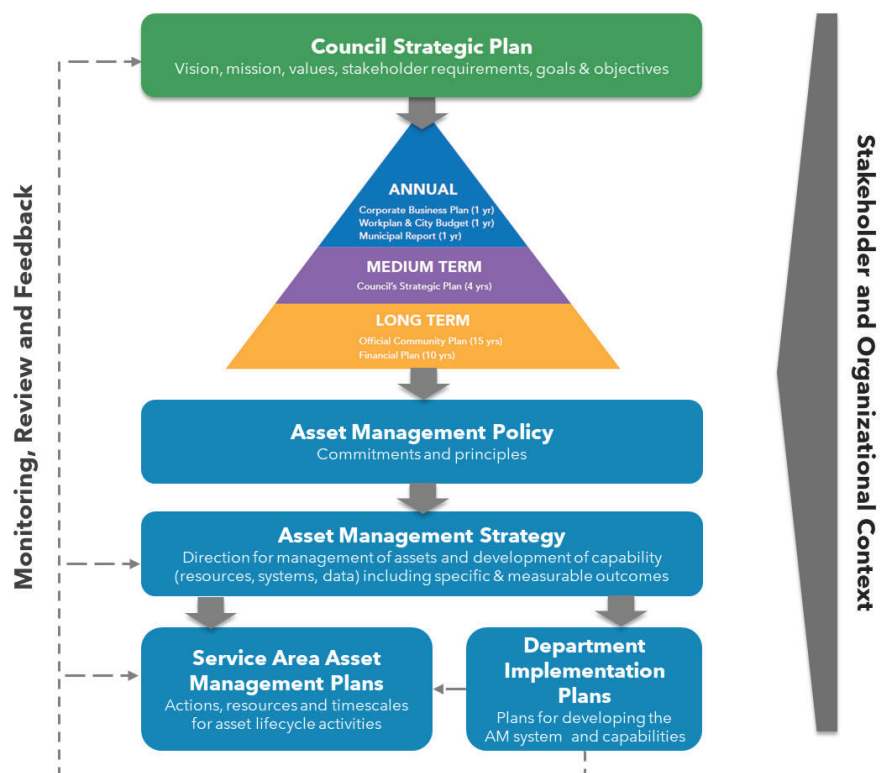 Council Strategic Plan
Vision, mission, values, stakeholder requirements, goals & objectives
ANNUAL
Corporate Business Plan (1 yr)
Workplan & City Budget (1 yr)
Municipal Report (1 yr)
MEDIUM TERM
Council's Strategic Plan (4 yrs)
LONG TERM
Official Community Plan (15 yrs)
Financial Plan (10 yrs)
Asset Management Policy
Commitments and principles
Asset Management Strategy
Direction for management of assets and development of capability
(resources, systems, data) including specific & measurable outcomes
Service Area Asset
Management Plans
Actions, resources and timescales
for asset lifecycle activities
Department
Implementation
Plans
Plans for developing the
AM system and capabilities
Monitoring, Review and Feedback
Stakeholder and Organizational Context